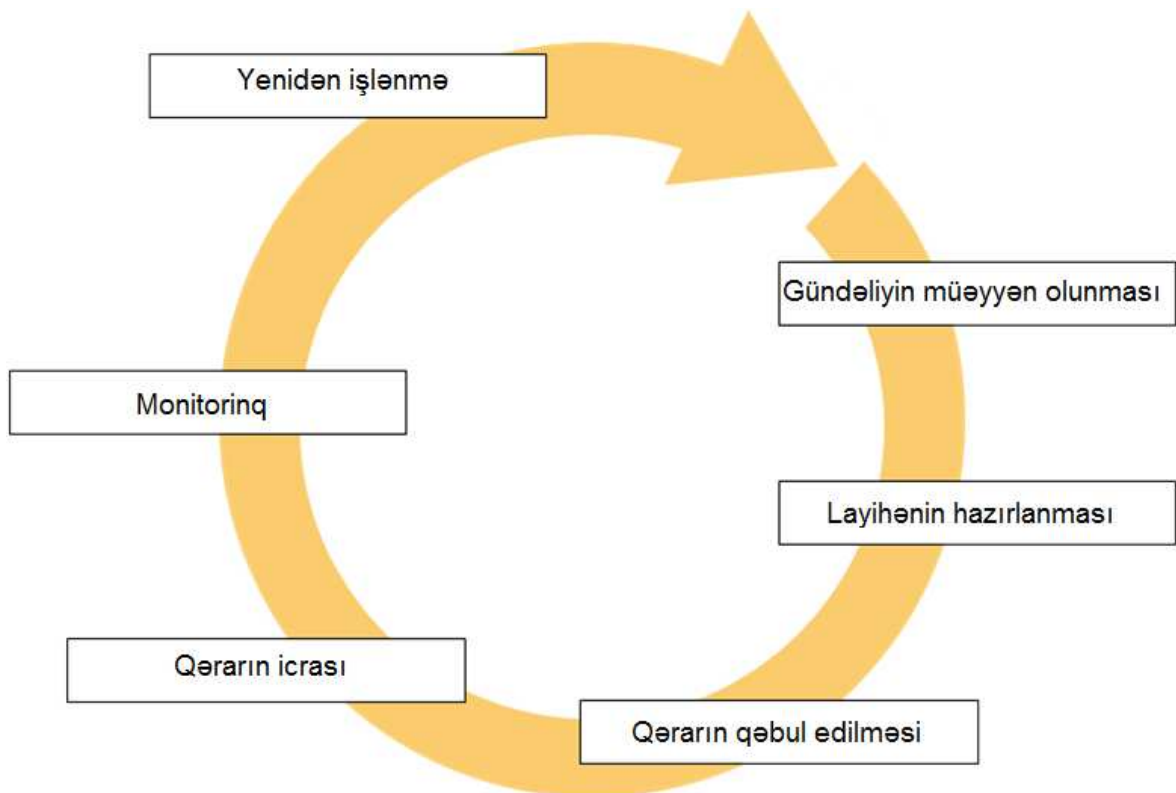 Yenidən işlənmə
Gündəliyin müəyyən olunması
Monitorinq
Layihənin hazırlanması
Qərarın icrası
Qərarın qəbul edilməsi